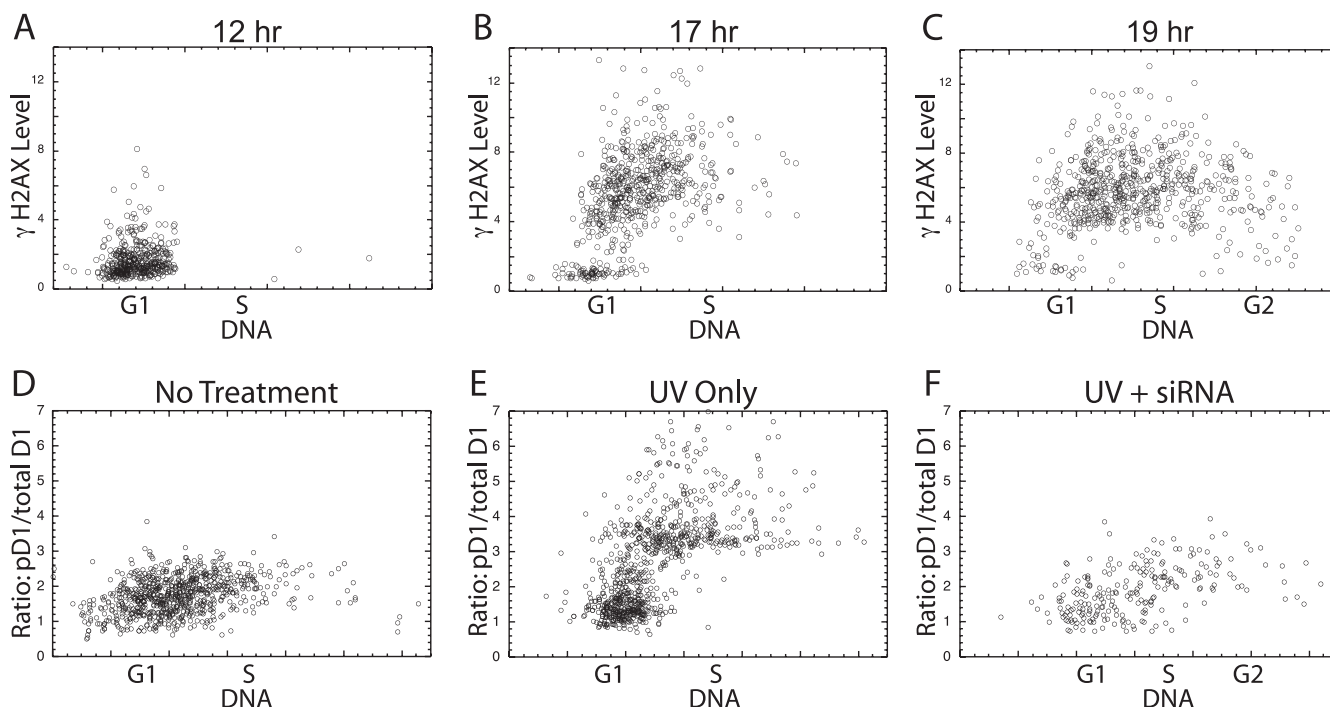 A 12 hr B 17 hr C 19 hr
γ H2AX Level
12
8
4
0
G1 S
DNA
γ H2AX Level
12
8
4
0
G1 S
DNA
γ H2AX Level
12
8
4
0
G1 S G2
DNA
D No Treatment E UV Only F UV + siRNA
Ratio: pD1/total D1
7
6
5
4
3
2
1
0
G1 S
DNA
Ratio: pD1/total D1
7
6
5
4
3
2
1
0
G1 S
DNA
Ratio: pD1/total D1
7
6
5
4
3
2
1
0
G1 S G2
DNA